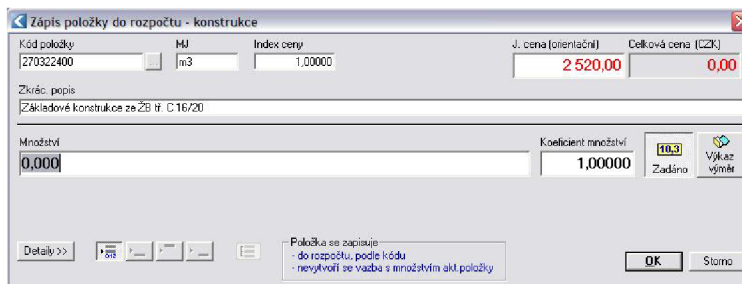 Zápis položky do rozpočtu - konstrukce
Kód položky MJ Index ceny J. cena (orientační) Celková cena (CZK)
270322400 ... m3 1,00000 2 520,00 0,00
Zkrác. popis
Základové konstrukce ze ŽB tř. C 16/20
Množství Koeficient množství
0,000 1,00000
10,3
Zadáno
Výkaz
výměr
Detaily >>
Položka se zapisuje
- do rozpočtu, podle kódu
- nevytvoří se vazba s množstvím akt.položky
OK Storno